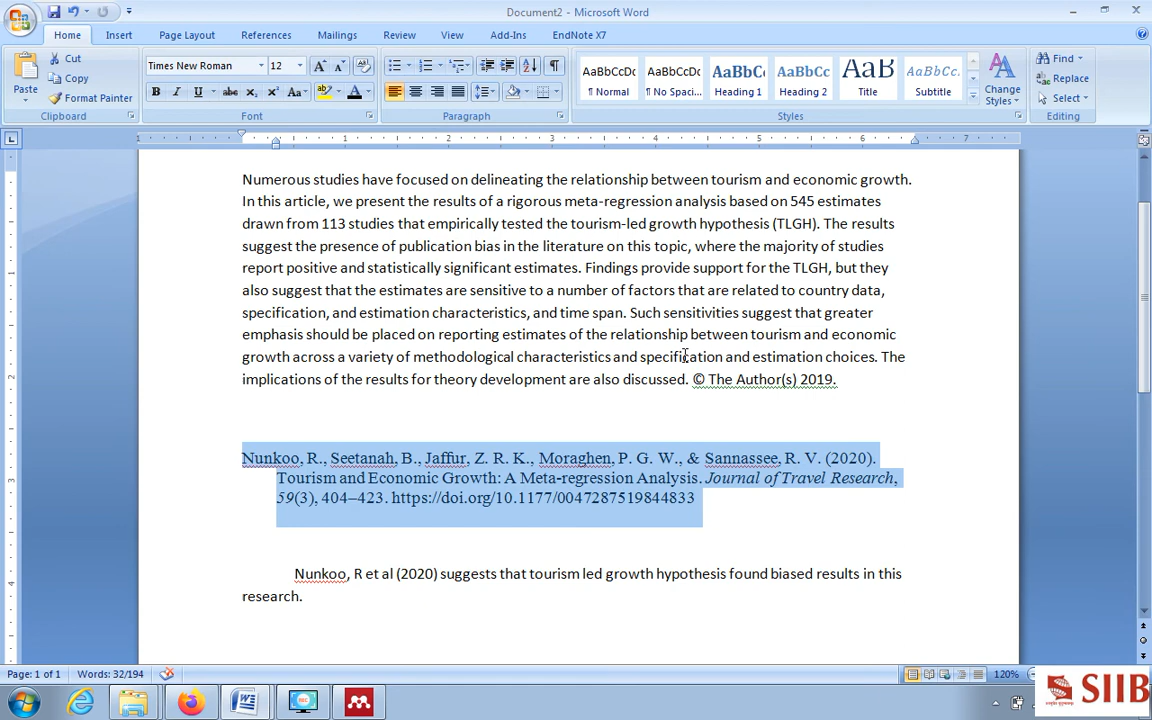 Document2 - Microsoft Word
Home Insert Page Layout References Mailings Review View Add-Ins EndNote X7
Paste Cut Copy Format Painter Clipboard
Times New Roman 12 Font
Paragraph
AaBbCcDc AaBbCcDc AaBbC AaBbCc AaB AaBbCc.
¶ Normal ¶ No Spaci... Heading 1 Heading 2 Title Subtitle
Styles
Change Styles
Find Replace Select Editing
1 1 2 3 4 5 6 7
Numerous studies have focused on delineating the relationship between tourism and economic growth.
In this article, we present the results of a rigorous meta-regression analysis based on 545 estimates
drawn from 113 studies that empirically tested the tourism-led growth hypothesis (TLGH). The results
suggest the presence of publication bias in the literature on this topic, where the majority of studies
report positive and statistically significant estimates. Findings provide support for the TLGH, but they
also suggest that the estimates are sensitive to a number of factors that are related to country data,
specification, and estimation characteristics, and time span. Such sensitivities suggest that greater
emphasis should be placed on reporting estimates of the relationship between tourism and economic
growth across a variety of methodological characteristics and specification and estimation choices. The
implications of the results for theory development are also discussed. © The Author(s) 2019.
Nunkoo, R., Seetanah, B., Jaffur, Z. R. K., Moraghen, P. G. W., & Sannassee, R. V. (2020).
Tourism and Economic Growth: A Meta-regression Analysis. Journal of Travel Research,
59(3), 404–423. https://doi.org/10.1177/0047287519844833
Nunkoo, R et al (2020) suggests that tourism led growth hypothesis found biased results in this
research.
Page: 1 of 1 Words: 32/194 120%
SIIB